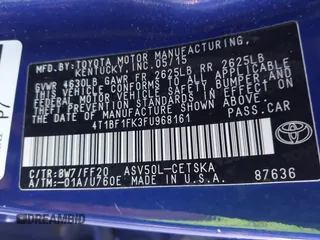 TOYOTA MOTOR MANUFACTURING,
KENTUCKY, INC. 05/15
GVWR 4630LB GAWR FR 2625LB RR 2625LB
THIS VEHICLE CONFORMS TO ALL APPLICABLE
FEDERAL MOTOR VEHICLE SAFETY, BUMPER, AND
THEFT PREVENTION STANDARDS IN EFFECT ON THE
DATE OF MANUFACTURE SHOWN ABOVE.
4T1BF1FK3FU968161 PASS.CAR
C/TR:8W7/FF20 ASV50L-CETSKA
A/TM:-01A/U760E MADE IN U.S.A. 87636
TOYOTA
© DREAMBID